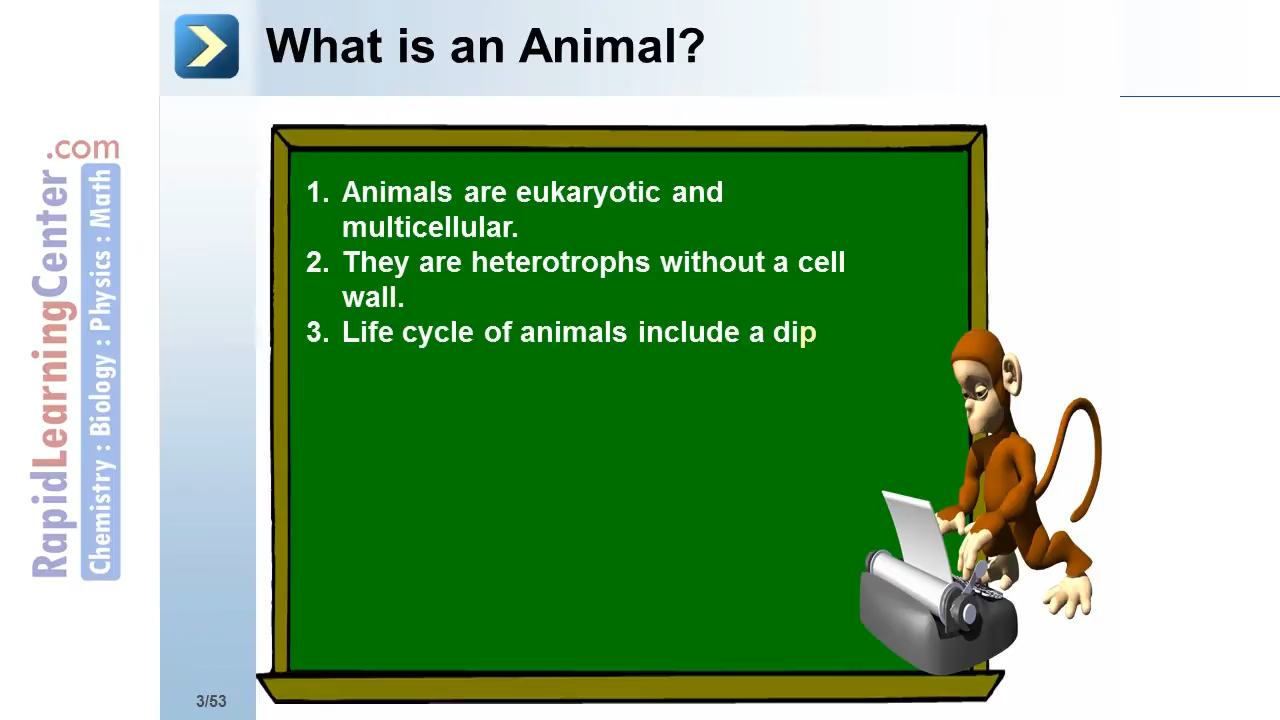 What is an Animal?
1. Animals are eukaryotic and
multicellular.
2. They are heterotrophs without a cell
wall.
3. Life cycle of animals include a dip
RapidLearningCenter.com
Chemistry : Biology : Physics : Math
3/53